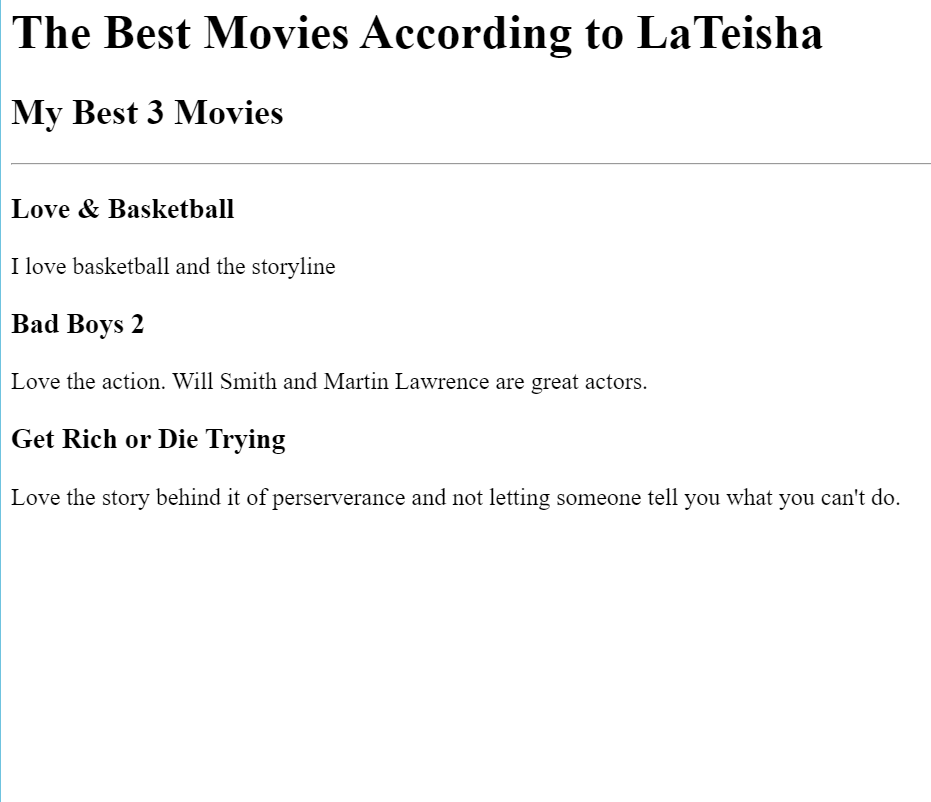 The Best Movies According to LaTeisha
My Best 3 Movies
Love & Basketball
I love basketball and the storyline
Bad Boys 2
Love the action. Will Smith and Martin Lawrence are great actors.
Get Rich or Die Trying
Love the story behind it of perserverance and not letting someone tell you what you can't do.